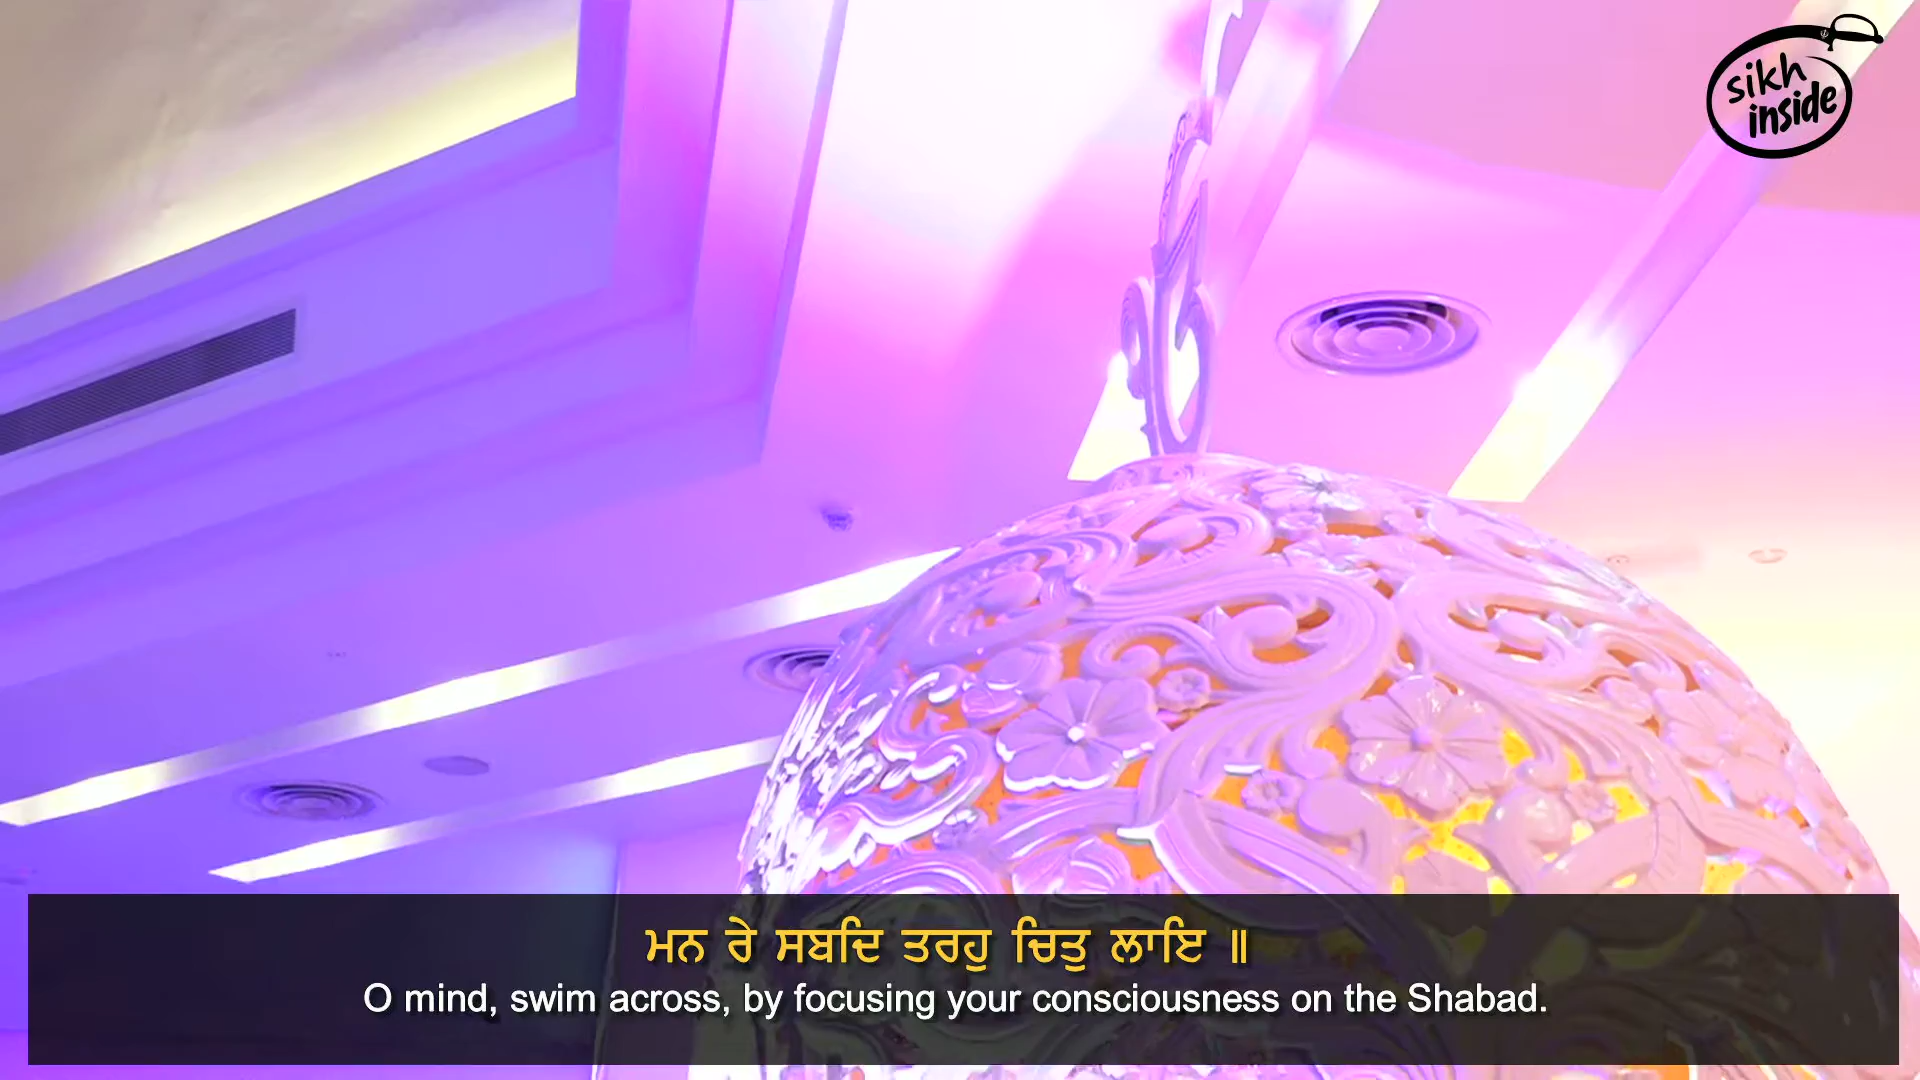 sikh
inside
ਮਨ ਰੇ ਸਬਦਿ ਤਰਹੁ ਚਿਤੁ ਲਾਇ ॥
O mind, swim across, by focusing your consciousness on the Shabad.